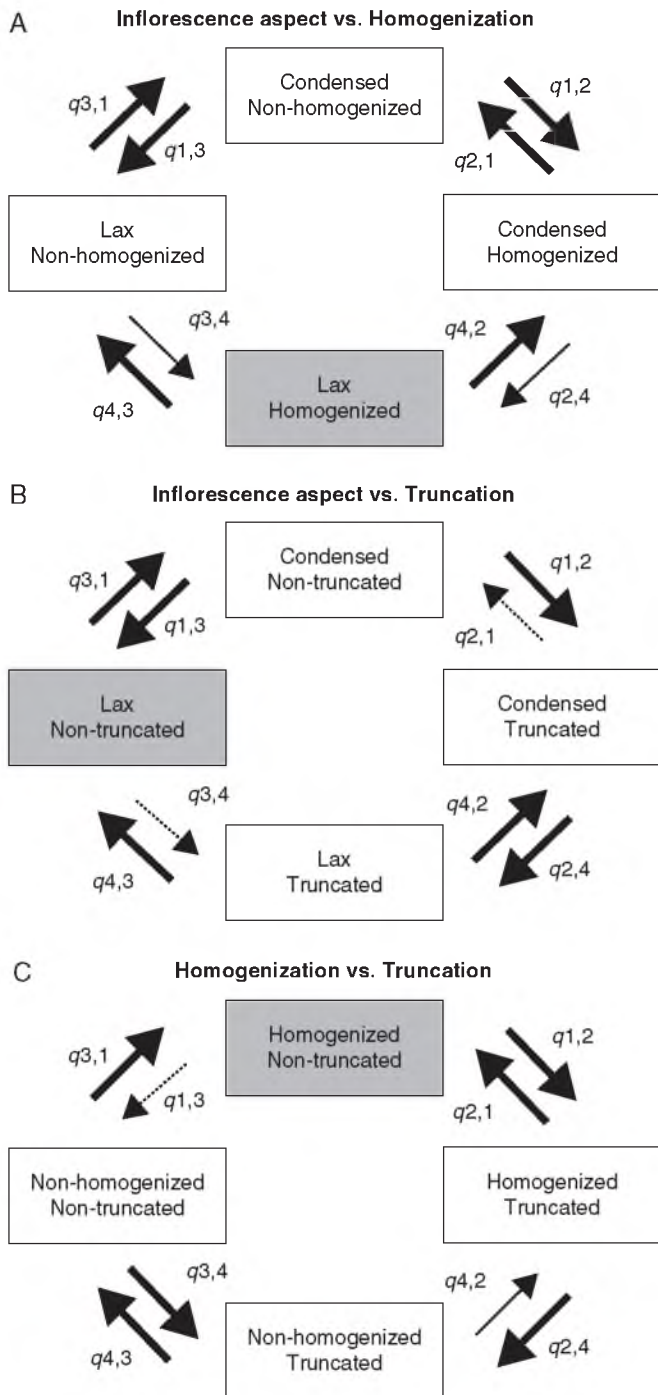 A
Inflorescence aspect vs. Homogenization
Condensed
Non-homogenized
q3,1
q1,3
q1,2
q2,1
Lax
Non-homogenized
Condensed
Homogenized
q3,4
q4,3
q4,2
q2,4
Lax
Homogenized
B
Inflorescence aspect vs. Truncation
Condensed
Non-truncated
q3,1
q1,3
q1,2
q2,1
Lax
Non-truncated
Condensed
Truncated
q3,4
q4,3
q4,2
q2,4
Lax
Truncated
C
Homogenization vs. Truncation
Homogenized
Non-truncated
q3,1
q1,3
q1,2
q2,1
Non-homogenized
Non-truncated
Homogenized
Truncated
q3,4
q4,3
q4,2
q2,4
Non-homogenized
Truncated